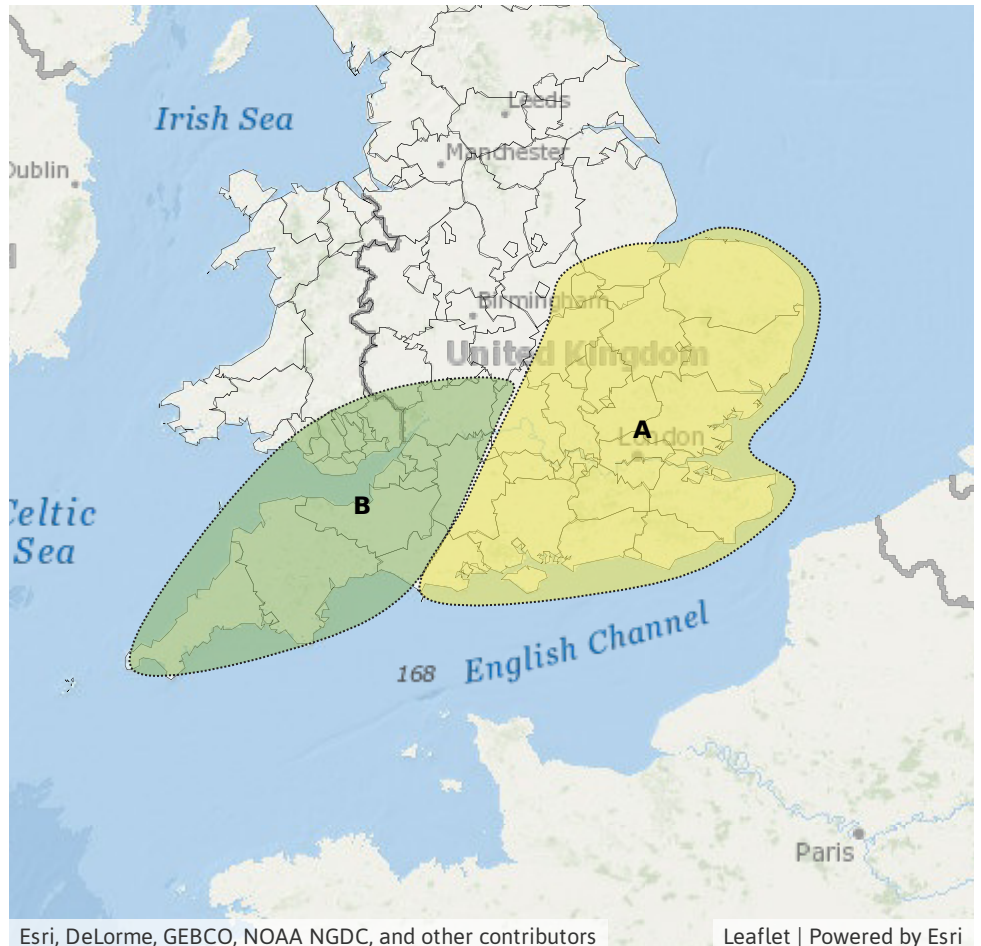 Leeds
Irish Sea
Manchester
Dublin
Birmingham
United Kingdom
A
London
B
Celtic
Sea
English Channel
168
Paris
Esri, DeLorme, GEBCO, NOAA NGDC, and other contributors
Leaflet | Powered by Esri